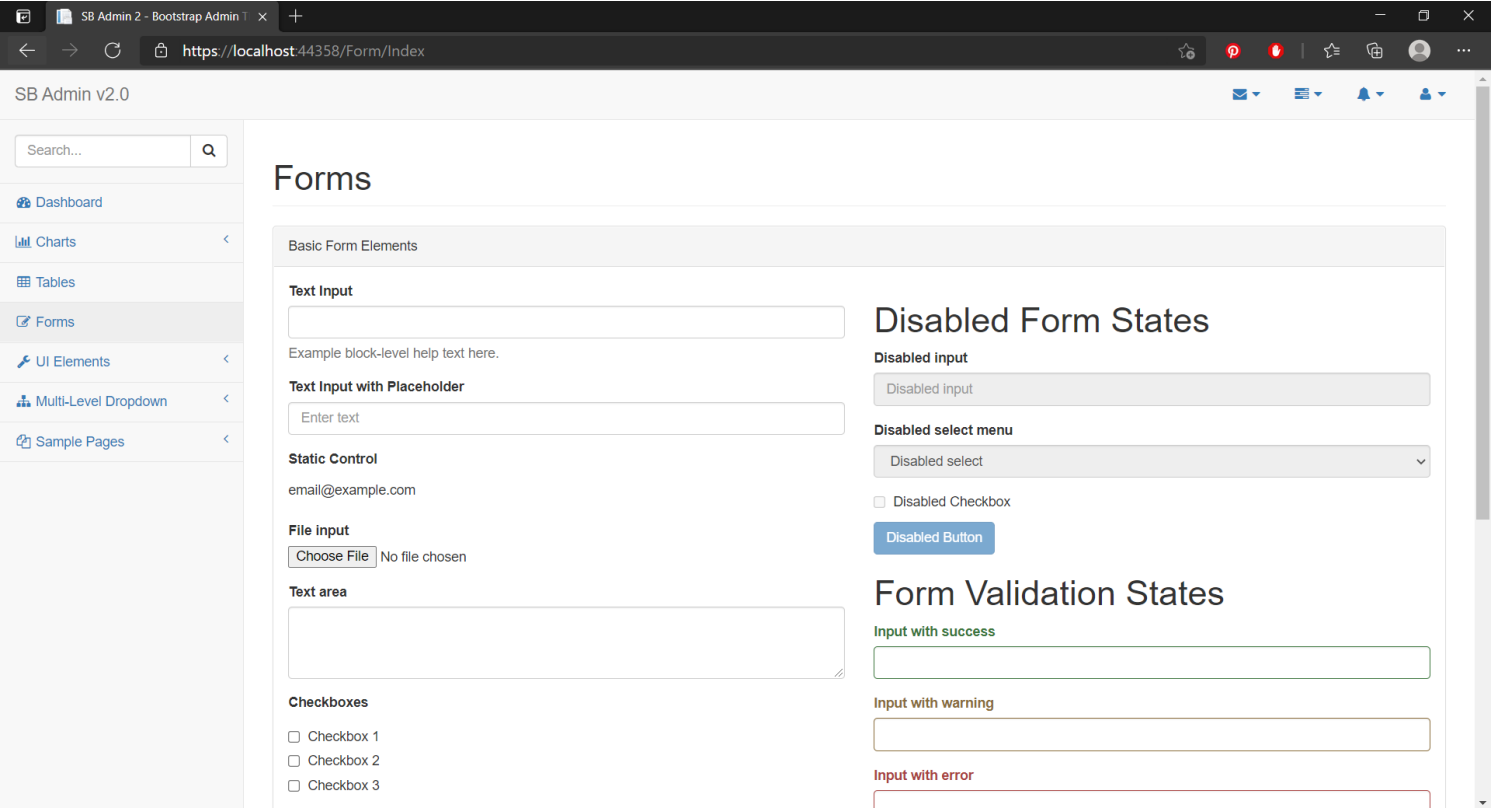 SB Admin 2 - Bootstrap Admin T
https://localhost:44358/Form/Index
SB Admin v2.0
Search...
Dashboard
Charts
Tables
Forms
UI Elements
Multi-Level Dropdown
Sample Pages
Forms
Basic Form Elements
Text Input
Example block-level help text here.
Text Input with Placeholder
Enter text
Static Control
email@example.com
File input
Choose File No file chosen
Text area
Checkboxes
Checkbox 1
Checkbox 2
Checkbox 3
Disabled Form States
Disabled input
Disabled input
Disabled select menu
Disabled select
Disabled Checkbox
Disabled Button
Form Validation States
Input with success
Input with warning
Input with error